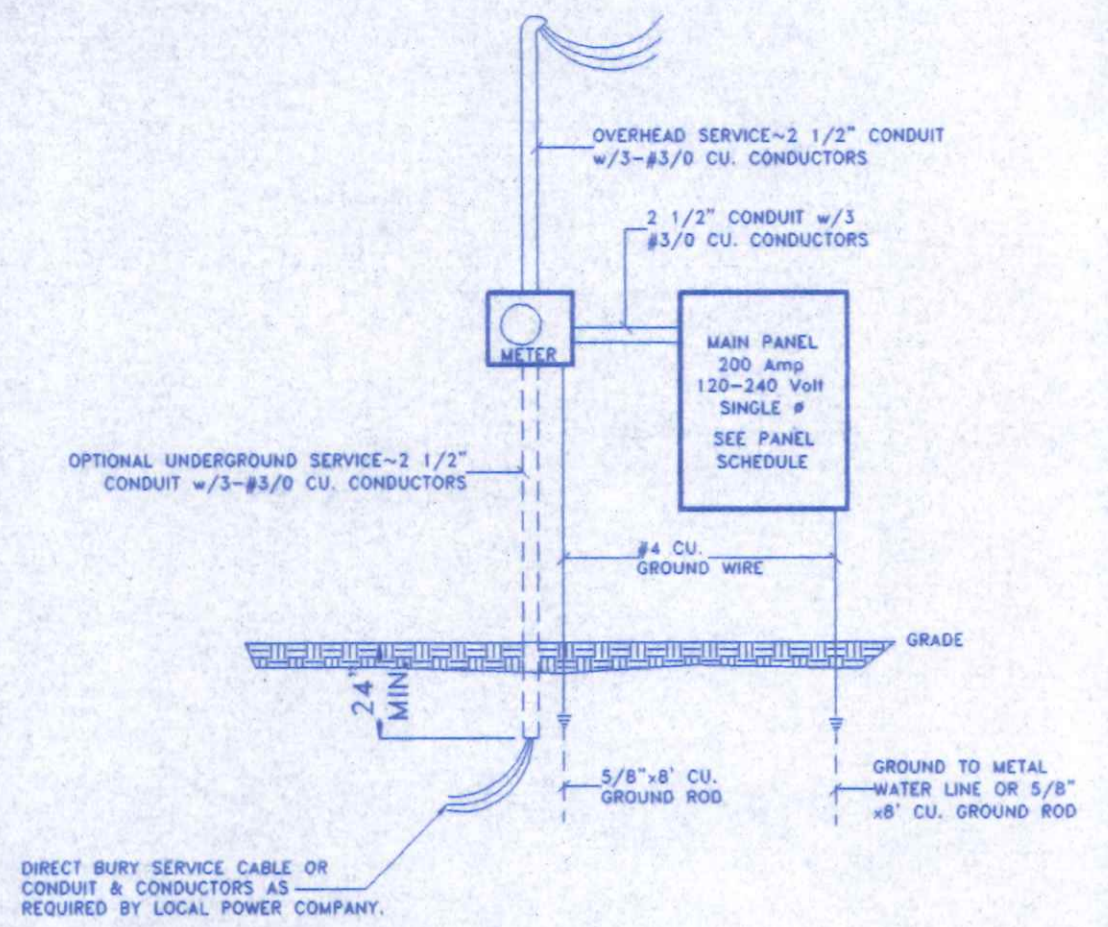 OVERHEAD SERVICE~2 1/2" CONDUIT
w/3-#3/0 CU. CONDUCTORS
2 1/2" CONDUIT w/3
#3/0 CU. CONDUCTORS
METER
MAIN PANEL
200 Amp
120-240 Volt
SINGLE ø
SEE PANEL
SCHEDULE
OPTIONAL UNDERGROUND SERVICE~2 1/2"
CONDUIT w/3-#3/0 CU. CONDUCTORS
#4 CU.
GROUND WIRE
GRADE
24"
MIN.
5/8"x8' CU.
GROUND ROD
GROUND TO METAL
WATER LINE OR 5/8"
x8' CU. GROUND ROD
DIRECT BURY SERVICE CABLE OR
CONDUIT & CONDUCTORS AS
REQUIRED BY LOCAL POWER COMPANY.